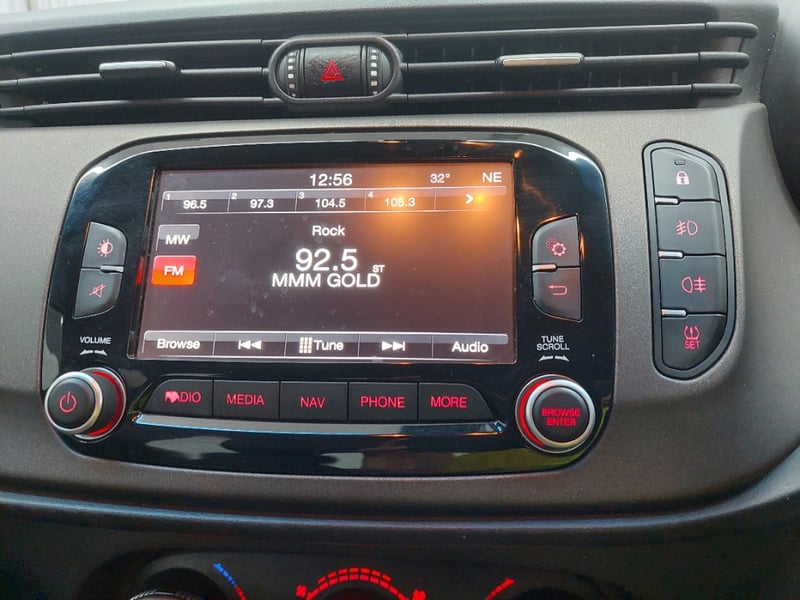 12:56 32° NE
1 96.5 2 97.3 3 104.5 4 105.3
MW
Rock
FM
92.5 ST
MMM GOLD
Browse Tune Audio
VOLUME
TUNE
SCROLL
MEDIA NAV PHONE MORE
BROWSE
ENTER
SET